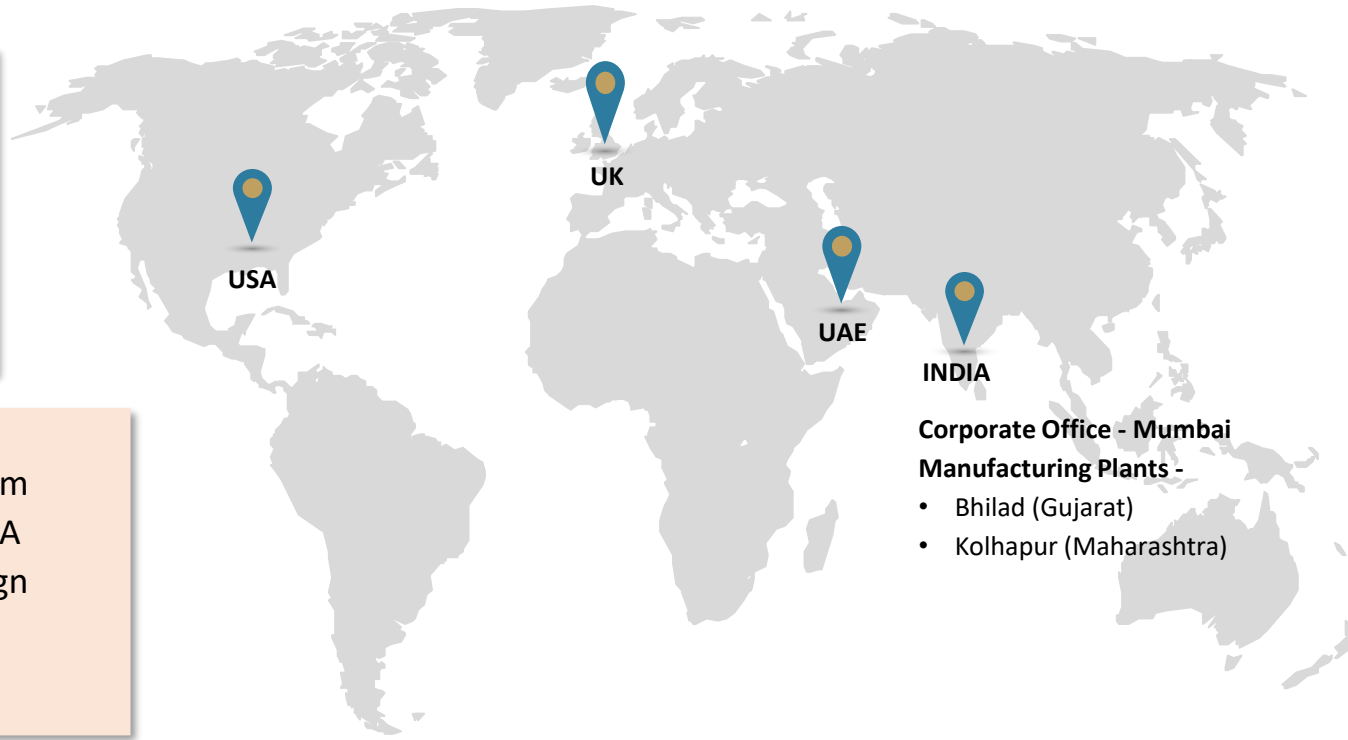 UK
USA
UAE
INDIA
Corporate Office - Mumbai
Manufacturing Plants -
• Bhilad (Gujarat)
• Kolhapur (Maharashtra)